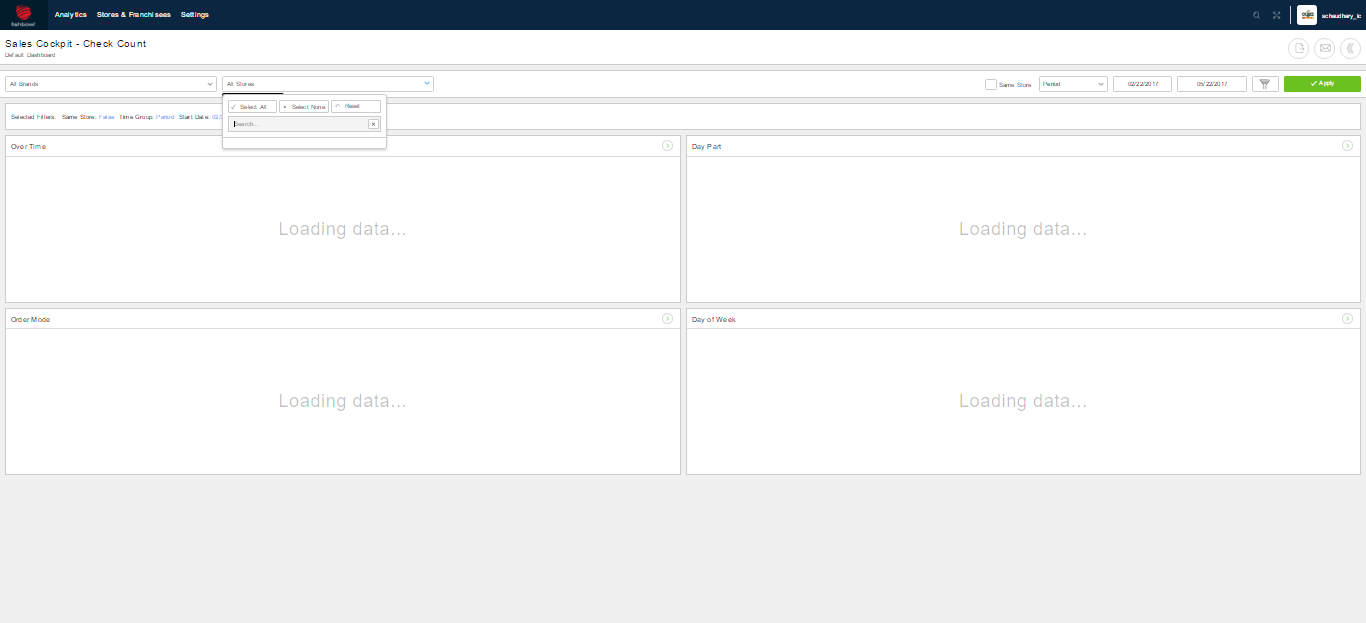 fishbowl
Analytics Stores & Franchisees Settings
schaudhary_ic
Sales Cockpit - Check Count
Default Dashboard
All Brands
All Stores
Same Store
Period
02/22/2017
05/22/2017
Apply
Select All
Select None
Reset
Search...
Selected Filters: Same Store: False Time Group: Period Start Date: 02/
Over Time
Loading data...
Day Part
Loading data...
Order Mode
Loading data...
Day of Week
Loading data...